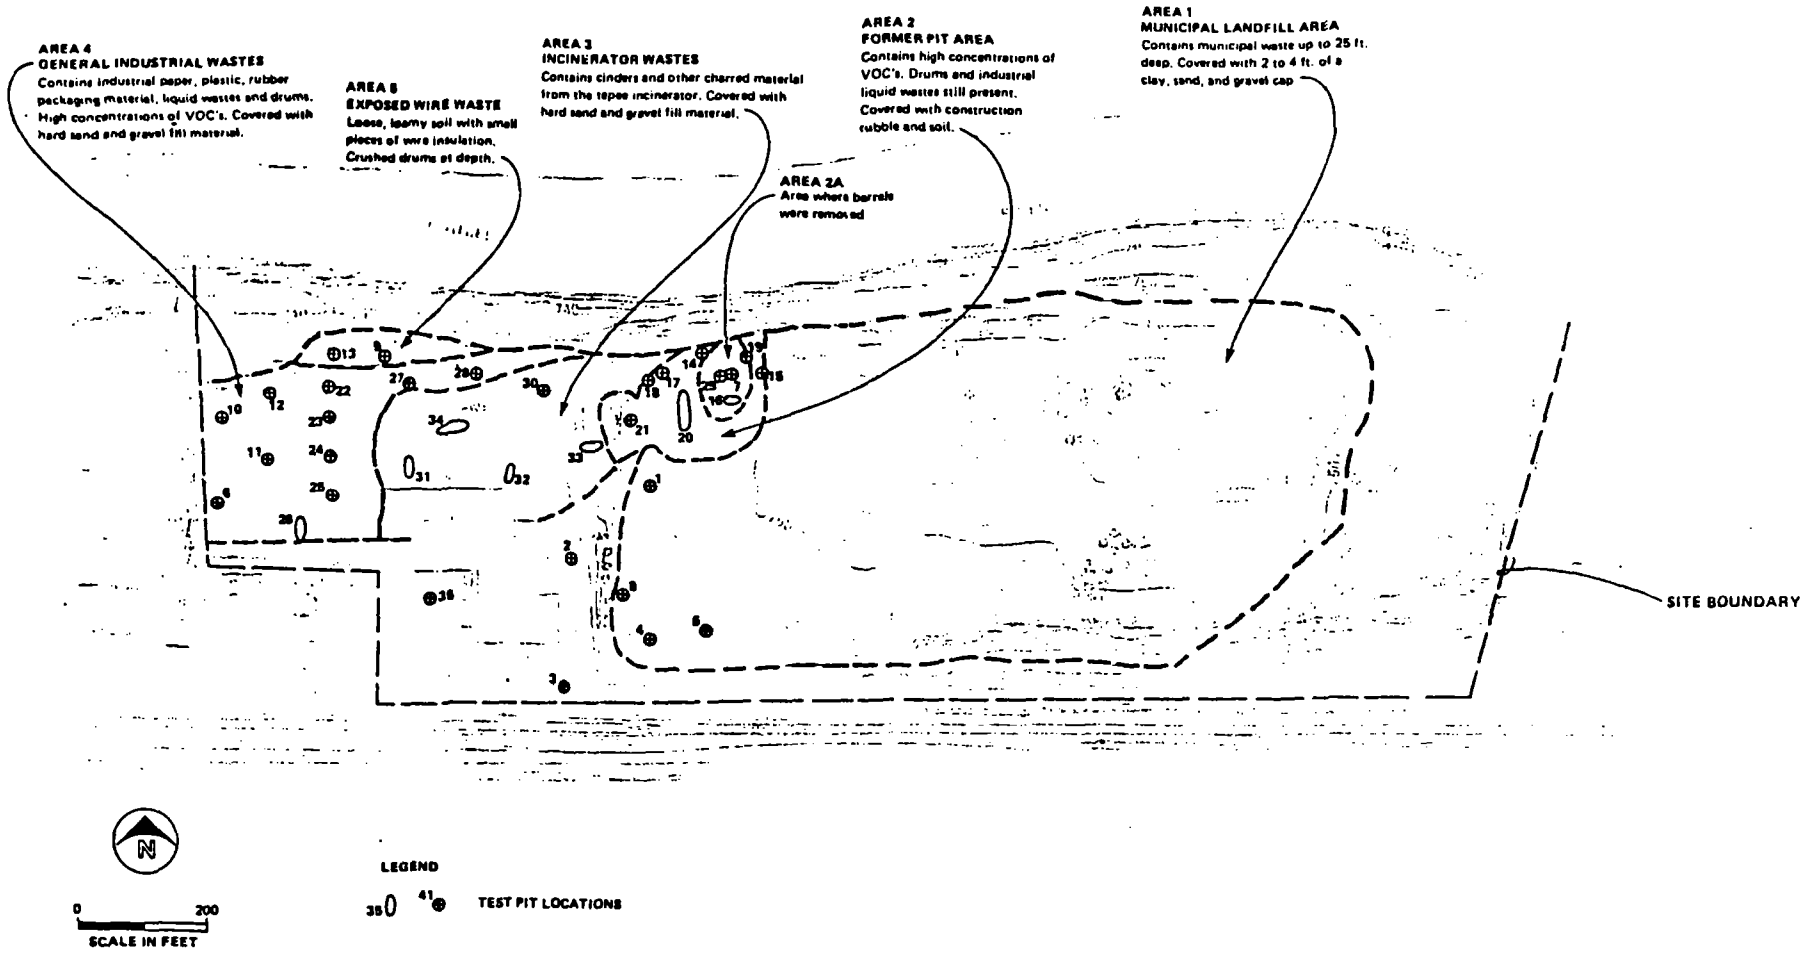 AREA 4
GENERAL INDUSTRIAL WASTES
Contains industrial paper, plastic, rubber
packaging material, liquid wastes and drums.
High concentrations of VOC's. Covered with
hard sand and gravel fill material.
AREA 5
EXPOSED WIRE WASTE
Loose, loamy soil with small
pieces of wire insulation.
Crushed drums at depth.
AREA 3
INCINERATOR WASTES
Contains cinders and other charred material
from the tepee incinerator. Covered with
hard sand and gravel fill material.
AREA 2
FORMER PIT AREA
Contains high concentrations of
VOC's. Drums and industrial
liquid wastes still present.
Covered with construction
rubble and soil.
AREA 1
MUNICIPAL LANDFILL AREA
Contains municipal waste up to 25 ft.
deep. Covered with 2 to 4 ft. of a
clay, sand, and gravel cap
AREA 2A
Area where barrels
were removed
13
9
22
27
10
12
23
11
24
25
6
26
30
34
31
32
33
14
19
17
18
7
15
16
20
21
1
2
8
4
5
3
35
SITE BOUNDARY
N
LEGEND
35
41
TEST PIT LOCATIONS
0
200
SCALE IN FEET